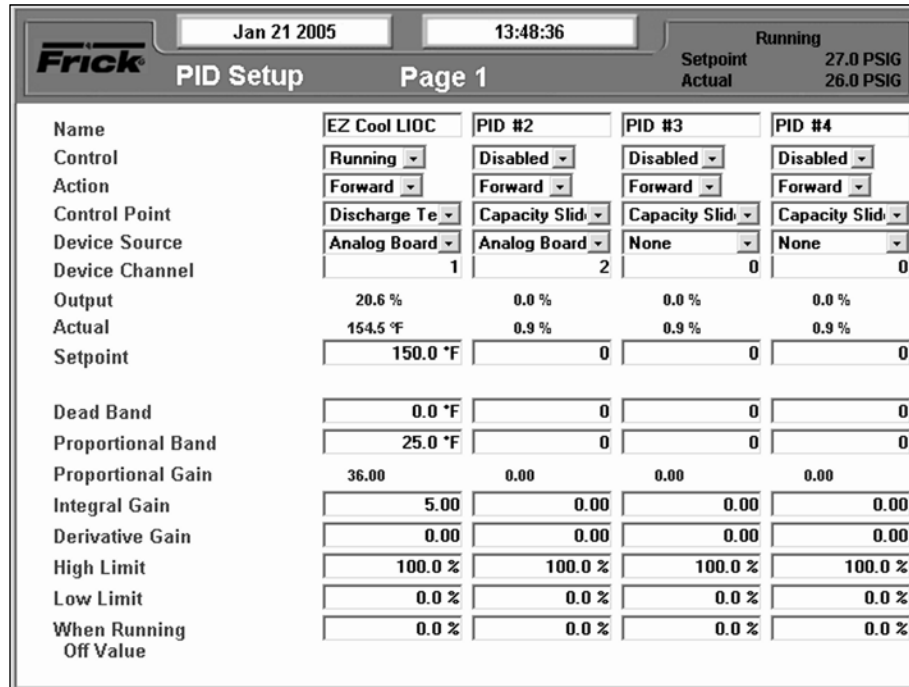 Jan 21 2005 13:48:36 Running
Frick Setpoint 27.0 PSIG
PID Setup Page 1 Actual 26.0 PSIG
Name EZ Cool LIOC PID #2 PID #3 PID #4
Control Running Disabled Disabled Disabled
Action Forward Forward Forward Forward
Control Point Discharge Te Capacity Slid Capacity Slid Capacity Slid
Device Source Analog Board Analog Board None None
Device Channel 1 2 0 0
Output 20.6 % 0.0 % 0.0 % 0.0 %
Actual 154.5 °F 0.9 % 0.9 % 0.9 %
Setpoint 150.0 °F 0 0 0
Dead Band 0.0 °F 0 0 0
Proportional Band 25.0 °F 0 0 0
Proportional Gain 36.00 0.00 0.00 0.00
Integral Gain 5.00 0.00 0.00 0.00
Derivative Gain 0.00 0.00 0.00 0.00
High Limit 100.0 % 100.0 % 100.0 % 100.0 %
Low Limit 0.0 % 0.0 % 0.0 % 0.0 %
When Running 0.0 % 0.0 % 0.0 % 0.0 %
Off Value